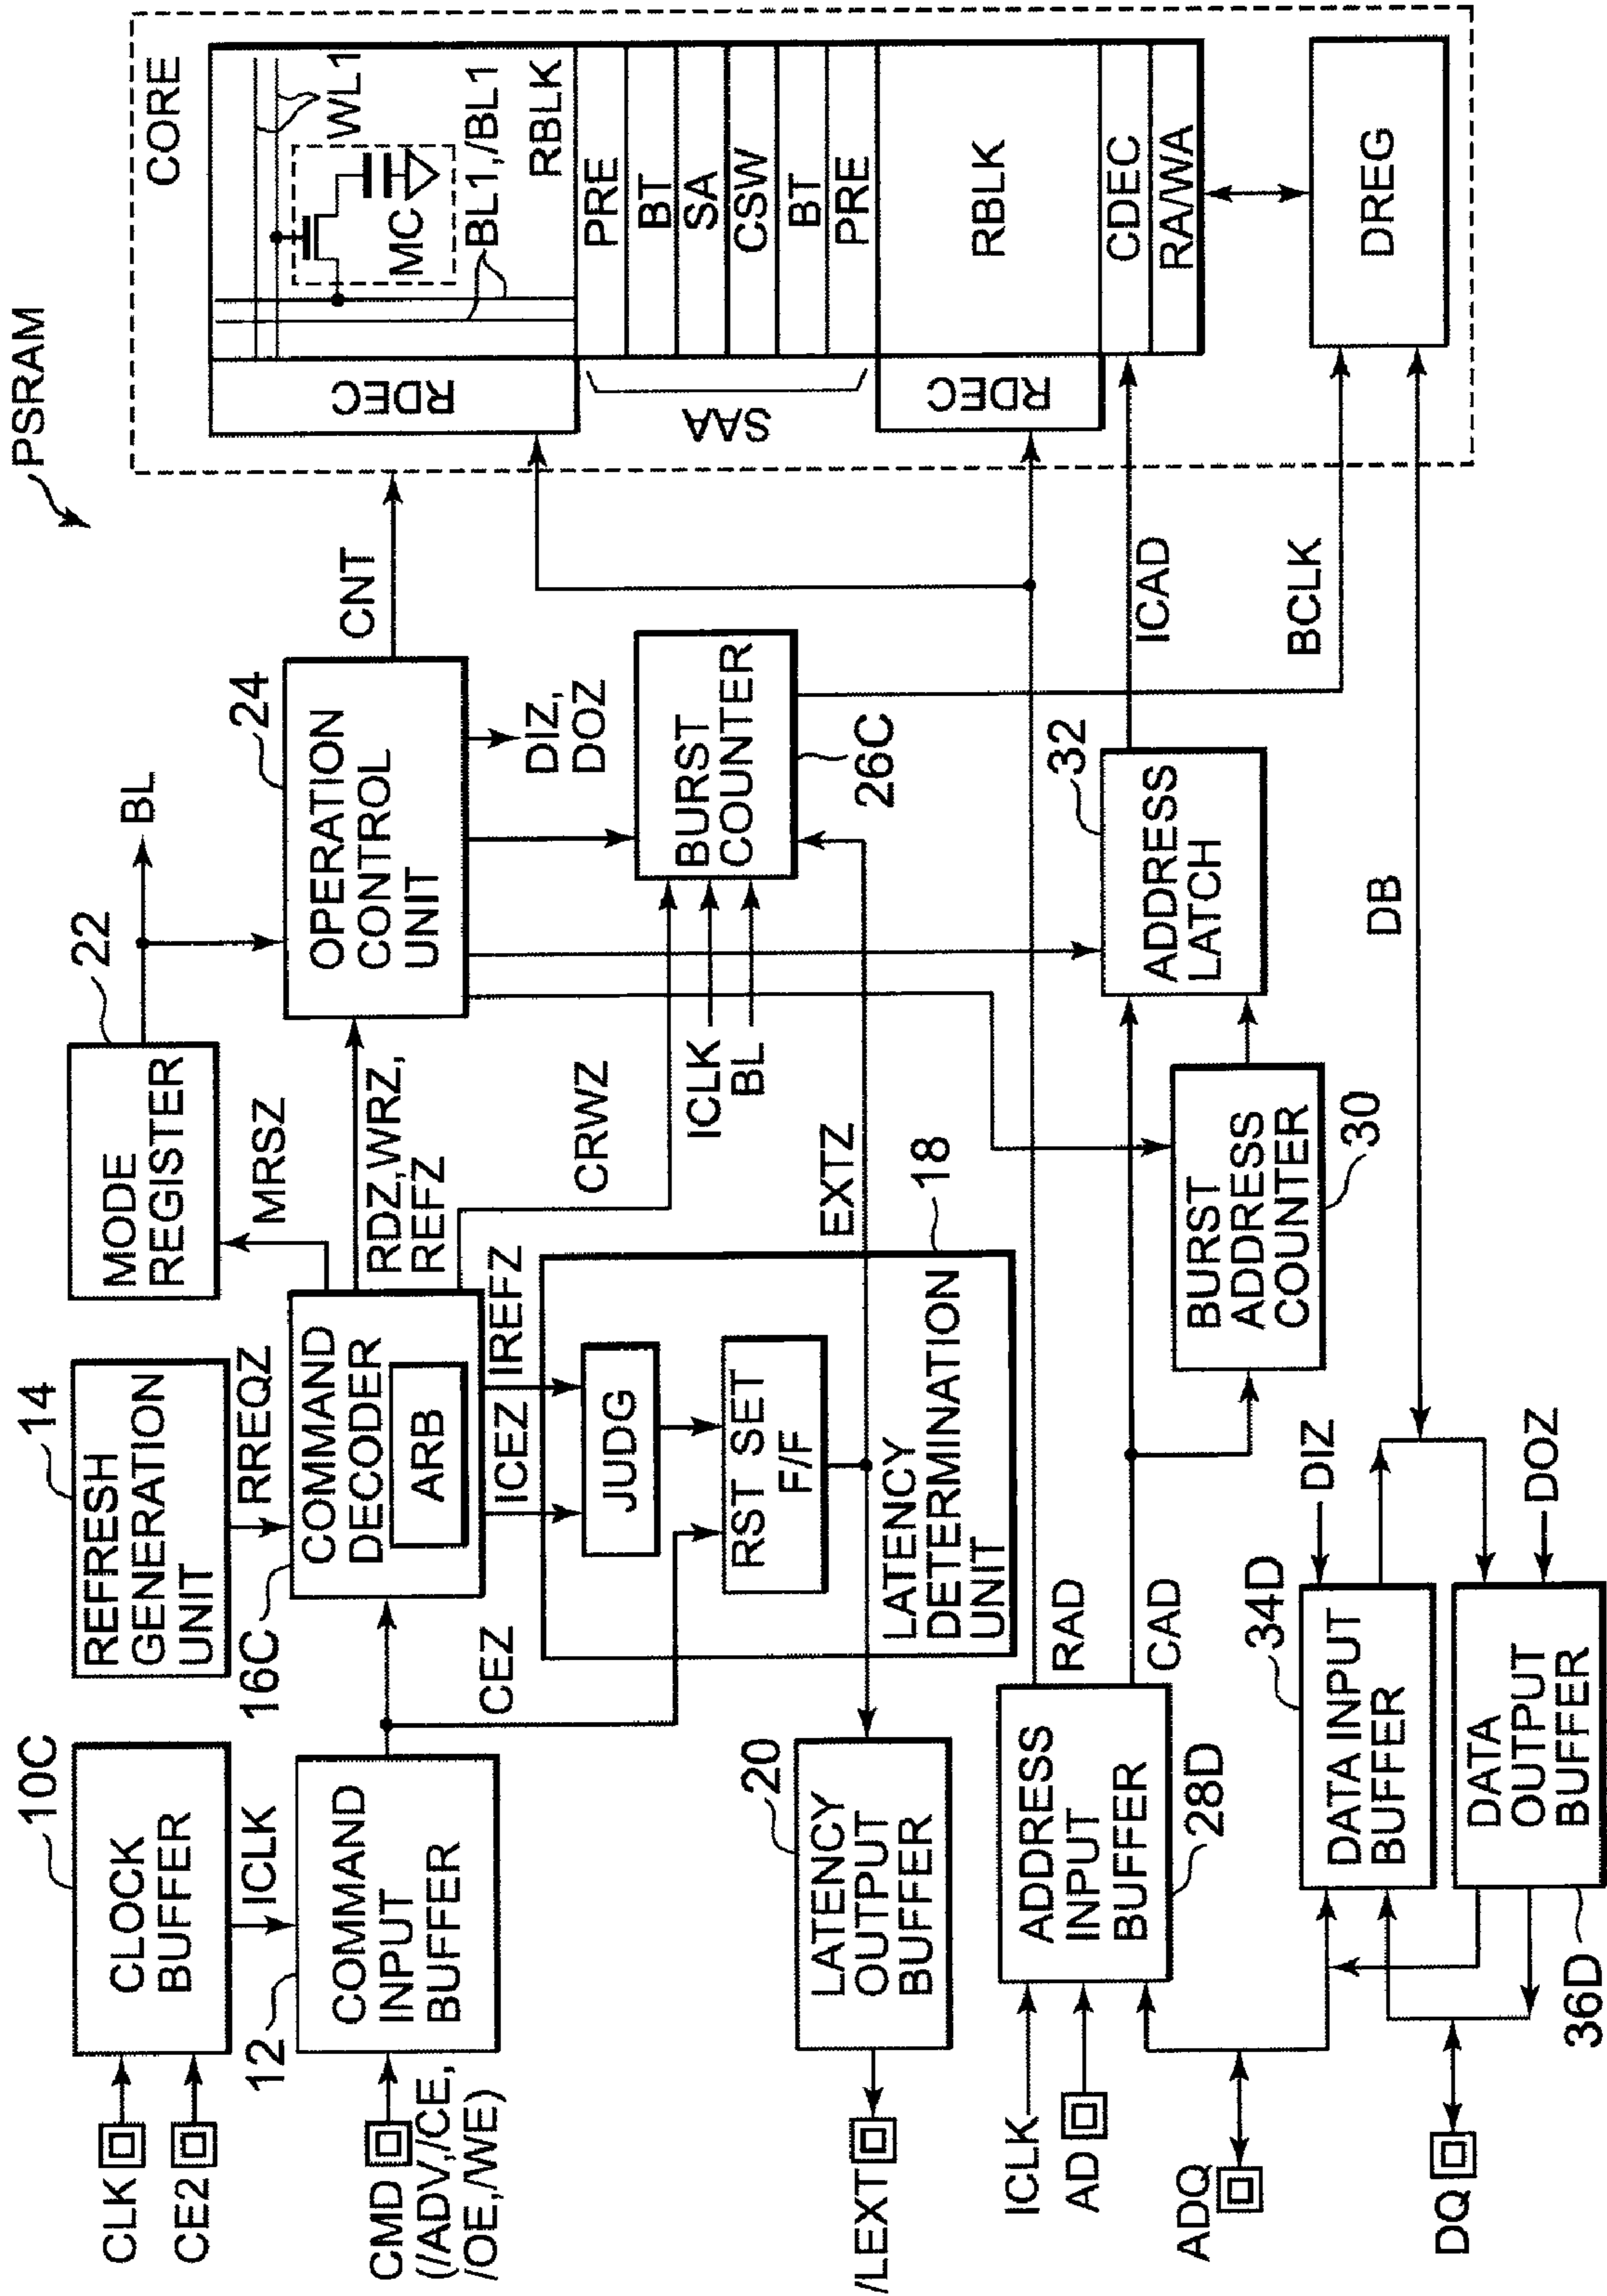 PSRAM
CLK
CE2
10C
CLOCK
BUFFER
ICLK
12
COMMAND
INPUT
BUFFER
CMD
(/ADV,/CE,
/OE,/WE)
14
REFRESH
GENERATION
UNIT
RREQZ
16C
COMMAND
DECODER
ARB
CEZ
22
MODE
REGISTER
MRSZ
BL
RDZ,WRZ,
REFZ
CRWZ
24
OPERATION
CONTROL
UNIT
CNT
DIZ,
DOZ
ICEZ
IREFZ
JUDG
RST SET
F/F
LATENCY
DETERMINATION
UNIT
18
EXTZ
ICLK
BL
BURST
COUNTER
26C
20
LATENCY
OUTPUT
BUFFER
/LEXT
ICLK
AD
ADDRESS
INPUT
BUFFER
28D
RAD
CAD
BURST
ADDRESS
COUNTER
30
32
ADDRESS
LATCH
ICAD
BCLK
DB
ADQ
DQ
34D
DATA INPUT
BUFFER
DIZ
DATA
OUTPUT
BUFFER
36D
DOZ
CORE
RDEC
WL1
MC
BL1,/BL1
RBLK
SAA
PRE
BT
SA
CSW
BT
PRE
RDEC
RBLK
CDEC
RA/WA
DREG